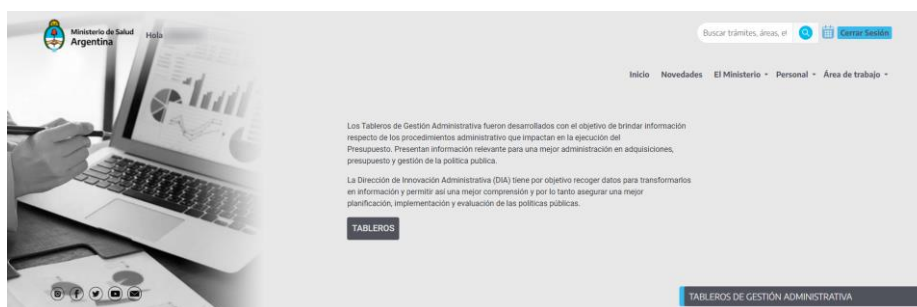 Ministerio de Salud
Argentina
Hola
Buscar trámites, áreas, et
Cerrar Sesión
Inicio Novedades El Ministerio Personal Área de trabajo
Los Tableros de Gestión Administrativa fueron desarrollados con el objetivo de brindar información
respecto de los procedimientos administrativo que impactan en la ejecución del
Presupuesto. Presentan información relevante para una mejor administración en adquisiciones,
presupuesto y gestión de la política publica.
La Dirección de Innovación Administrativa (DIA) tiene por objetivo recoger datos para transformarlos
en información y permitir así una mejor comprensión y por lo tanto asegurar una mejor
planificación, implementación y evaluación de las políticas públicas.
TABLEROS
TABLEROS DE GESTIÓN ADMINISTRATIVA